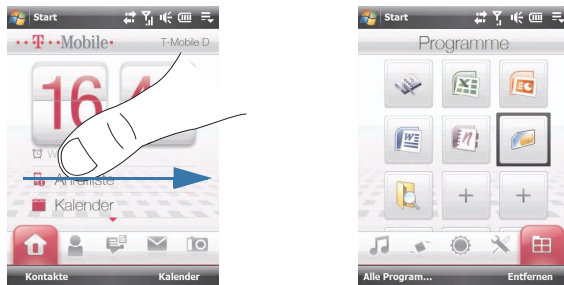 Start
T-Mobile
T-Mobile D
16
Anrufliste
Kalender
Kontakte
Kalender
Start
Programme
Alle Program...
Entfernen